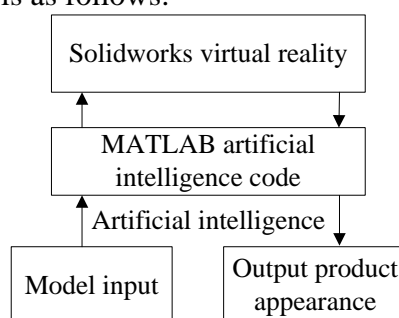 is as follows:
Solidworks virtual reality
MATLAB artificial
intelligence code
Artificial intelligence
Model input
Output product
appearance